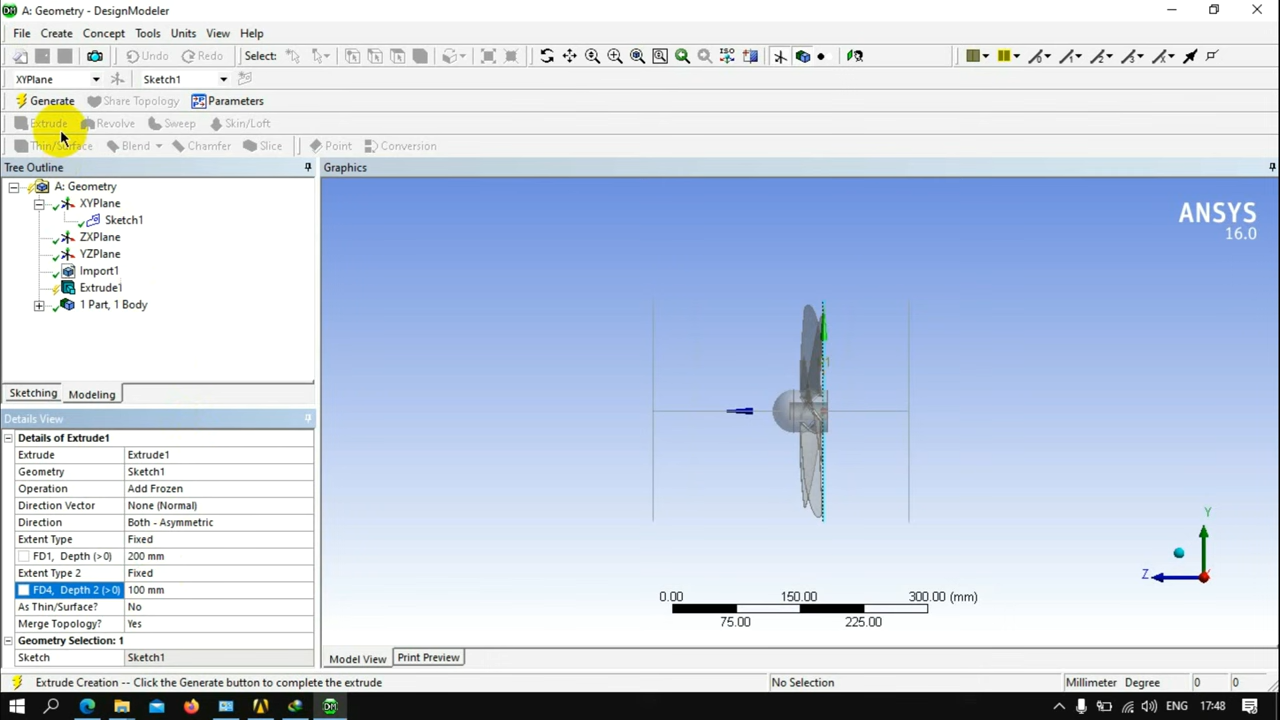 A: Geometry - DesignModeler
File Create Concept Tools Units View Help
Undo Redo Select: ISO
XYPlane Sketch1
Generate Share Topology Parameters
Extrude Revolve Sweep Skin/Loft
Thin/Surface Blend Chamfer Slice Point Conversion
Tree Outline
A: Geometry
XYPlane
Sketch1
ZXPlane
YZPlane
Import1
Extrude1
1 Part, 1 Body
Sketching Modeling
Details View
Details of Extrude1
Extrude Extrude1
Geometry Sketch1
Operation Add Frozen
Direction Vector None (Normal)
Direction Both - Asymmetric
Extent Type Fixed
FD1, Depth (>0) 200 mm
Extent Type 2 Fixed
FD4, Depth 2 (>0) 100 mm
As Thin/Surface? No
Merge Topology? Yes
Geometry Selection: 1
Sketch Sketch1
Graphics
ANSYS
16.0
Y
Z
0.00 150.00 300.00 (mm)
75.00 225.00
Model View Print Preview
Extrude Creation -- Click the Generate button to complete the extrude No Selection Millimeter Degree 0 0
DM ENG 17:48